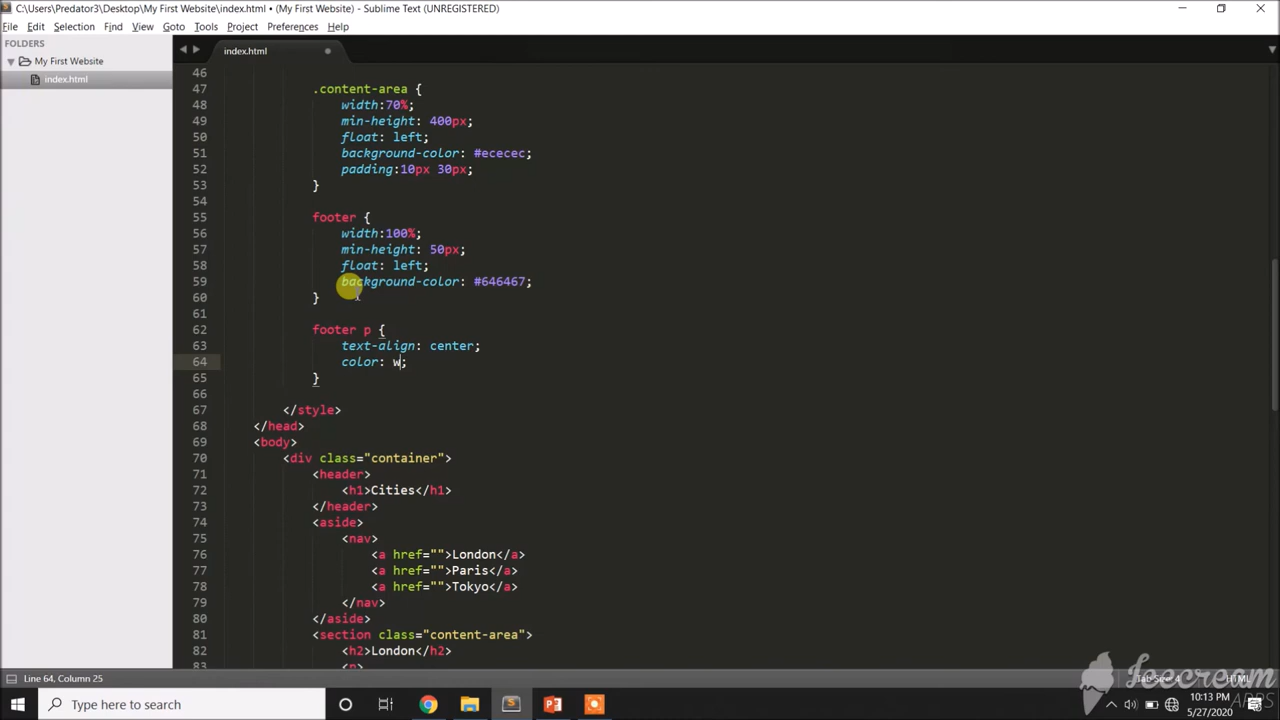 C:\Users\Predator3\Desktop\My First Website\index.html • (My First Website) - Sublime Text (UNREGISTERED)
File Edit Selection Find View Goto Tools Project Preferences Help
FOLDERS
My First Website
index.html
index.html
46
47 .content-area {
48 width:70%;
49 min-height: 400px;
50 float: left;
51 background-color: #ececec;
52 padding:10px 30px;
53 }
54
55 footer {
56 width:100%;
57 min-height: 50px;
58 float: left;
59 background-color: #646467;
60 }
61
62 footer p {
63 text-align: center;
64 color: w;
65 }
66
67 </style>
68 </head>
69 <body>
70 <div class="container">
71 <header>
72 <h1>Cities</h1>
73 </header>
74 <aside>
75 <nav>
76 <a href="">London</a>
77 <a href="">Paris</a>
78 <a href="">Tokyo</a>
79 </nav>
80 </aside>
81 <section class="content-area">
82 <h2>London</h2>
83 <p>
Line 64, Column 25
Tab Size: 4
HTML
Icecream
APPS
Type here to search
10:13 PM
5/27/2020